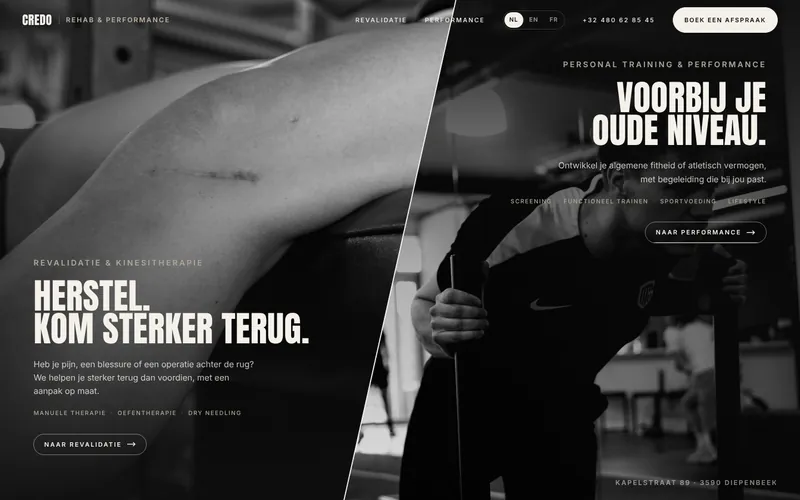 CREDO | REHAB & PERFORMANCE
REVALIDATIE
PERFORMANCE
NL EN FR
+32 480 62 85 45
BOEK EEN AFSPRAAK
PERSONAL TRAINING & PERFORMANCE
VOORBIJ JE
OUDE NIVEAU.
Ontwikkel je algemene fitheid of atletisch vermogen,
met begeleiding die bij jou past.
SCREENING · FUNCTIONEEL TRAINEN · SPORTVOEDING · LIFESTYLE
NAAR PERFORMANCE →
REVALIDATIE & KINESITHERAPIE
HERSTEL.
KOM STERKER TERUG.
Heb je pijn, een blessure of een operatie achter de rug?
We helpen je sterker terug dan voordien, met een
aanpak op maat.
MANUELE THERAPIE · OEFENTHERAPIE · DRY NEEDLING
NAAR REVALIDATIE →
KAPELSTRAAT 89 · 3590 DIEPENBEEK